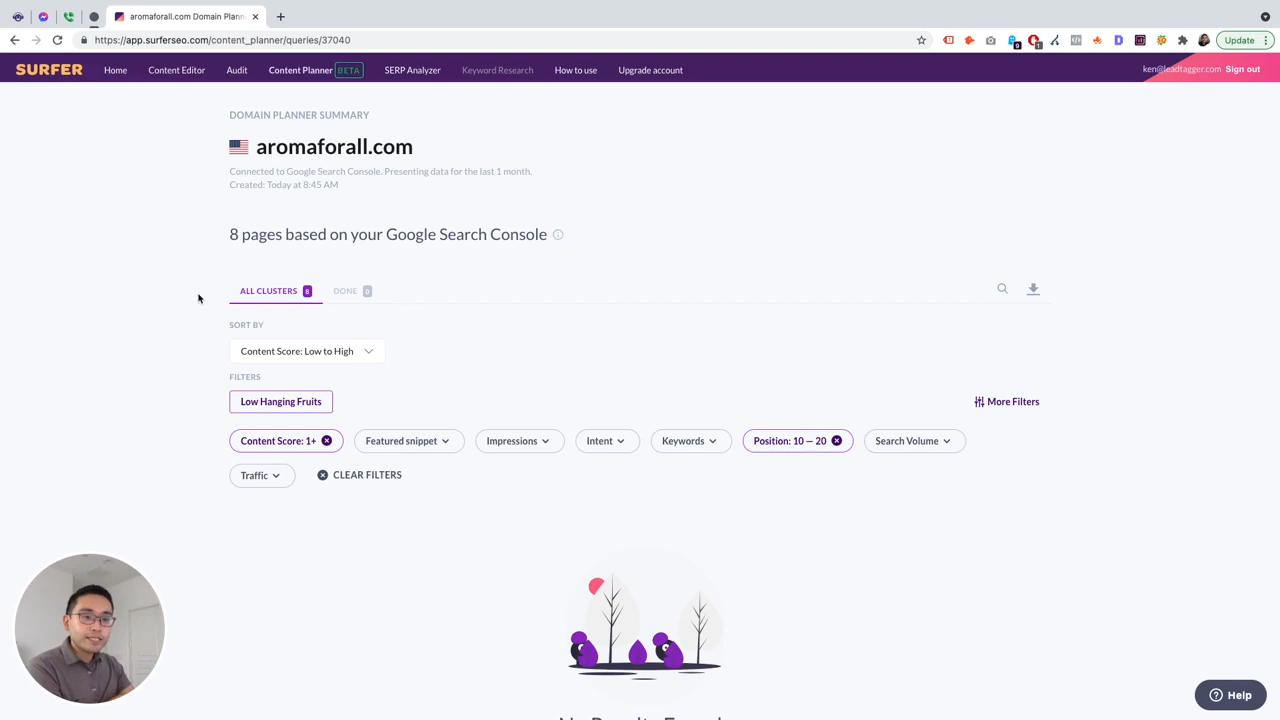 aromaforall.com Domain Plann
app.surferseo.com/content_planner/queries/37040
Update
SURFER
Home
Content Editor
Audit
Content Planner BETA
SERP Analyzer
Keyword Research
How to use
Upgrade account
ken@leadtagger.com Sign out
DOMAIN PLANNER SUMMARY
aromaforall.com
Connected to Google Search Console. Presenting data for the last 1 month.
Created: Today at 8:45 AM
8 pages based on your Google Search Console
ALL CLUSTERS 8
DONE 0
SORT BY
Content Score: Low to High
FILTERS
Low Hanging Fruits
More Filters
Content Score: 1+
Featured snippet
Impressions
Intent
Keywords
Position: 10 — 20
Search Volume
Traffic
CLEAR FILTERS
Help